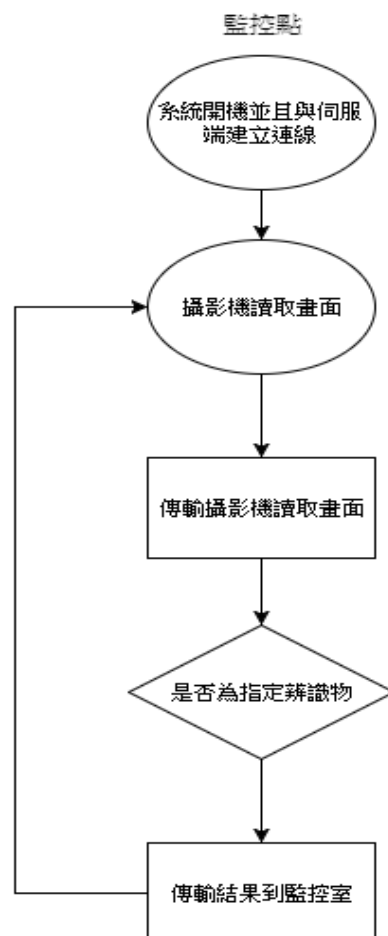 監控點
系統開機並且與伺服
端建立連線
攝影機讀取畫面
傳輸攝影機讀取畫面
是否為指定辨識物
傳輸結果到監控室